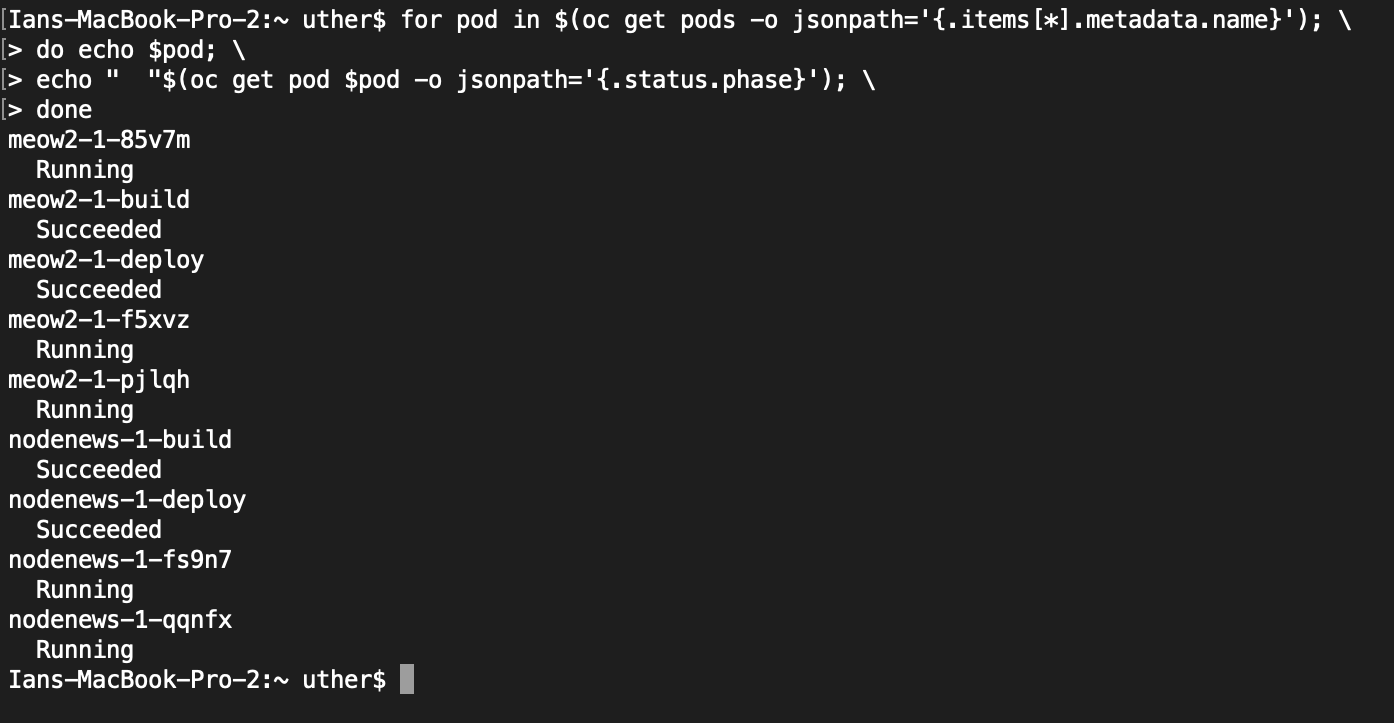 [Ians-MacBook-Pro-2:~ uther$ for pod in $(oc get pods -o jsonpath='{.items[*].metadata.name}'); \
[> do echo $pod; \
[> echo "  "$(oc get pod $pod -o jsonpath='{.status.phase}'); \
[> done
meow2-1-85v7m
  Running
meow2-1-build
  Succeeded
meow2-1-deploy
  Succeeded
meow2-1-f5xvz
  Running
meow2-1-pjlqh
  Running
nodenews-1-build
  Succeeded
nodenews-1-deploy
  Succeeded
nodenews-1-fs9n7
  Running
nodenews-1-qqnfx
  Running
Ians-MacBook-Pro-2:~ uther$